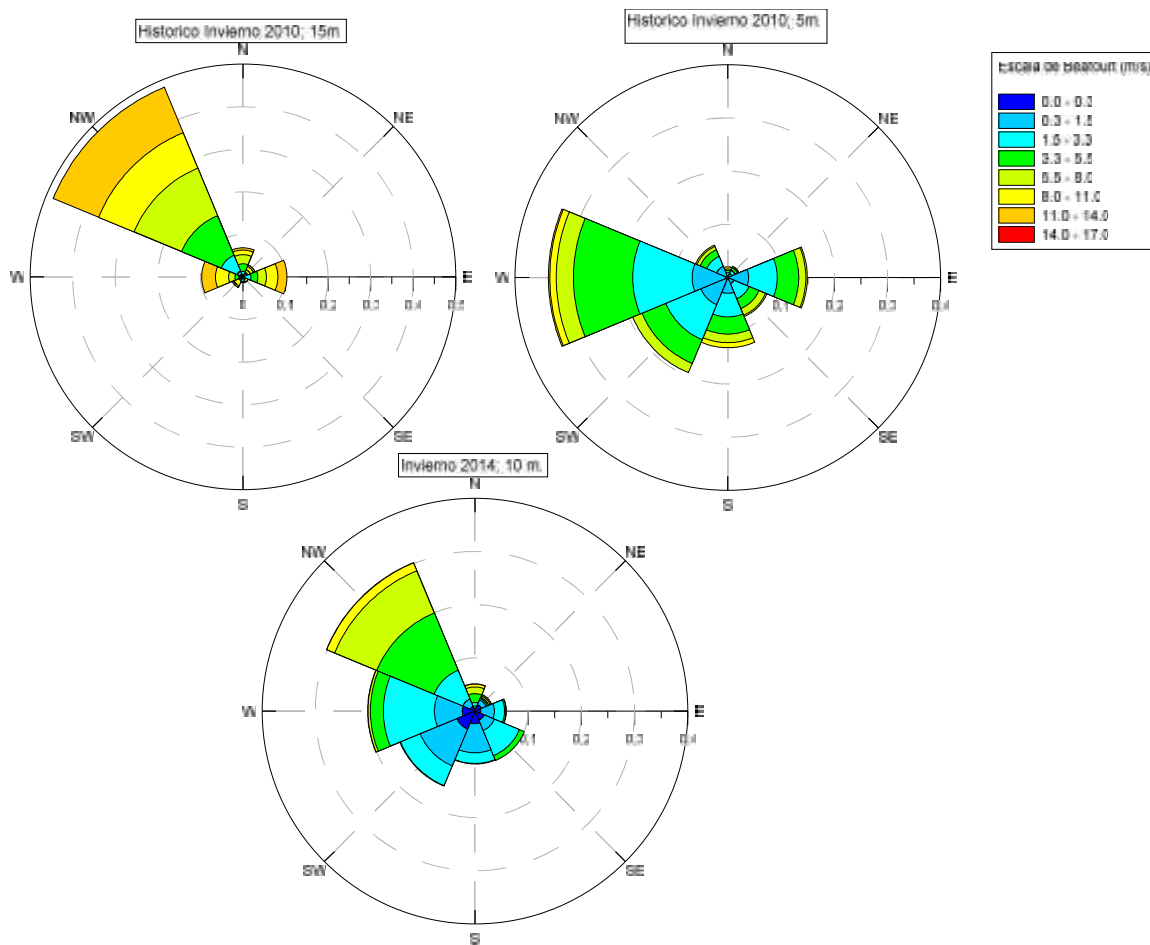 Historico Invierno 2010; 15m
N
NE
E
SE
S
SW
W
NW
0 0.1 0.2 0.3 0.4 0.5
Historico Invierno 2010; 5m.
N
NE
E
SE
S
SW
W
NW
0 0.1 0.2 0.3 0.4
Escala de Beafourt (m/s)
0.0 - 0.3
0.3 - 1.5
1.5 - 3.3
3.3 - 5.5
5.5 - 8.0
8.0 - 11.0
11.0 - 14.0
14.0 - 17.0
Invierno 2014; 10 m.
N
NE
E
SE
S
SW
W
NW
0.1 0.2 0.3 0.4